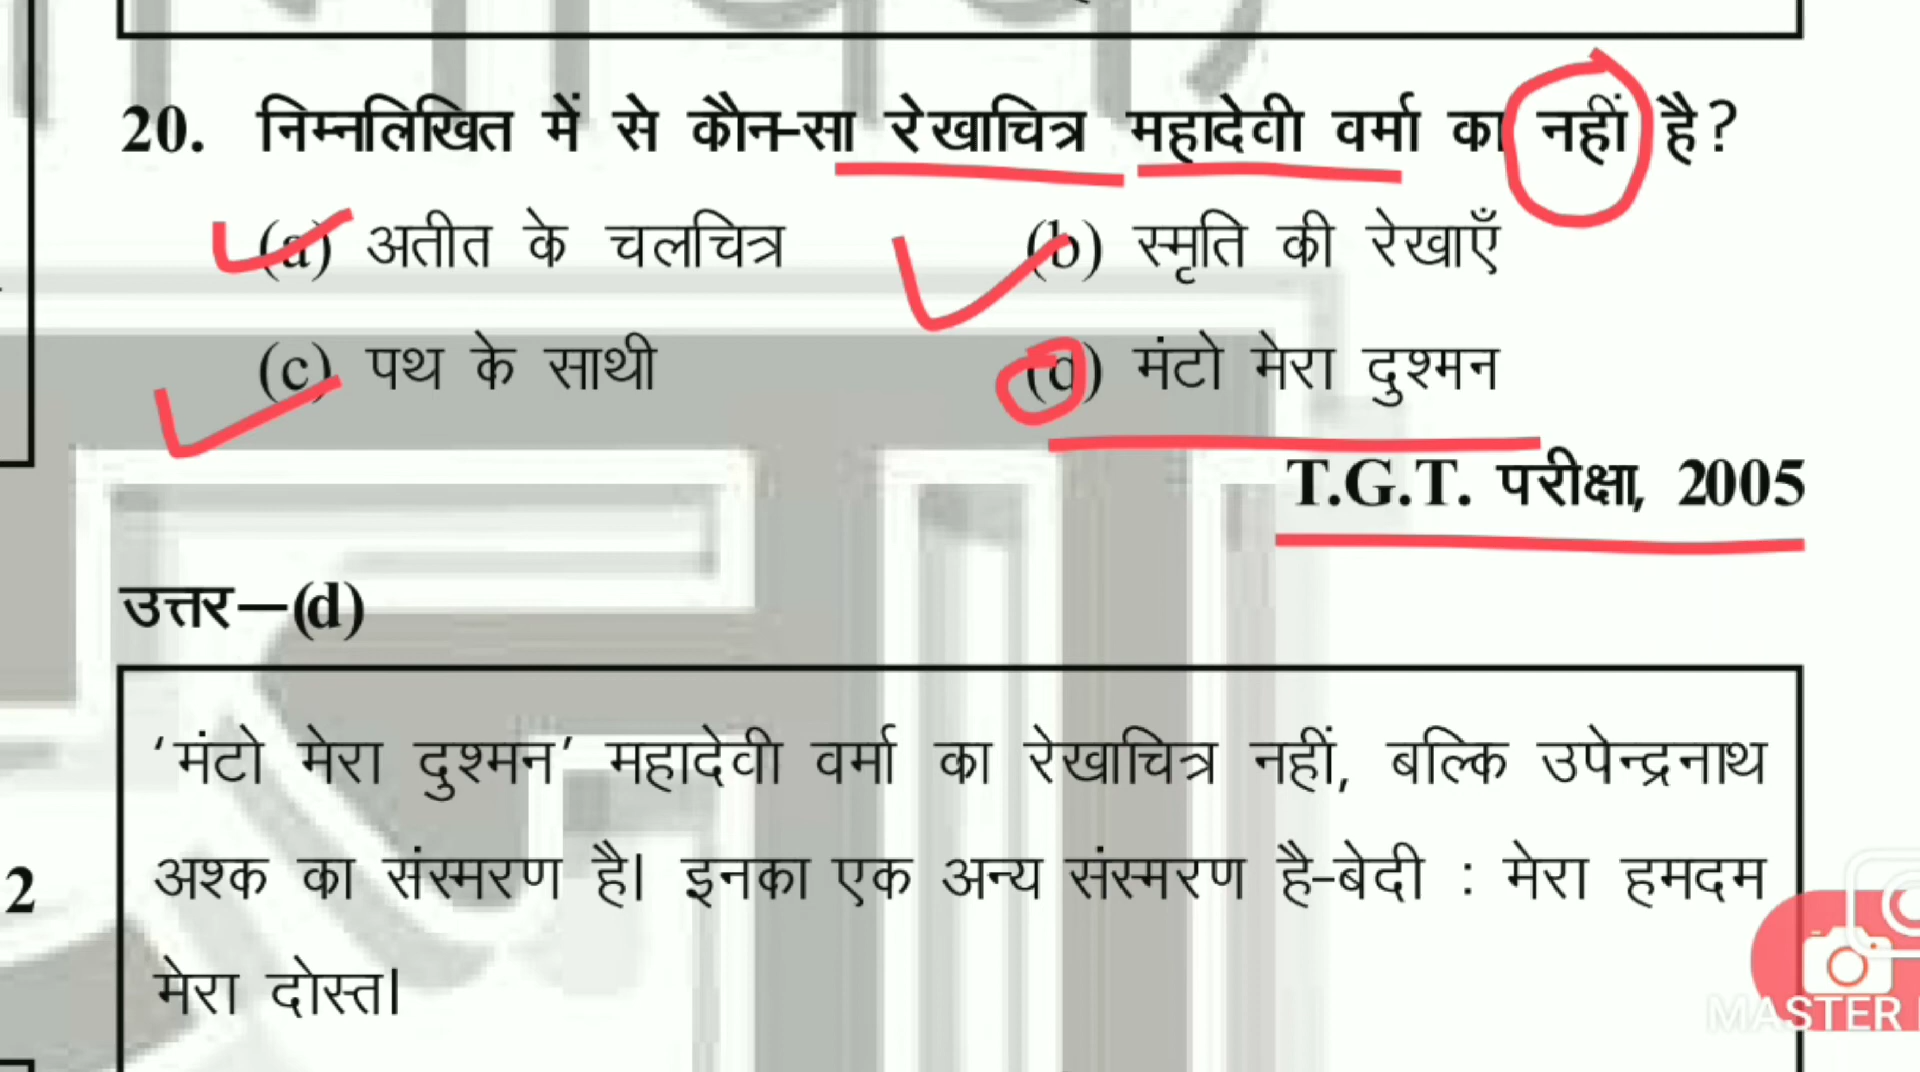 20. निम्नलिखित में से कौन-सा रेखाचित्र महादेवी वर्मा का नहीं है?
(a) अतीत के चलचित्र (b) स्मृति की रेखाएँ
(c) पथ के साथी (d) मंटो मेरा दुश्मन
T.G.T. परीक्षा, 2005
उत्तर—(d)
‘मंटो मेरा दुश्मन’ महादेवी वर्मा का रेखाचित्र नहीं, बल्कि उपेन्द्रनाथ
अश्क का संस्मरण है। इनका एक अन्य संस्मरण है-बेदी : मेरा हमदम
2
मेरा दोस्त।
MASTER